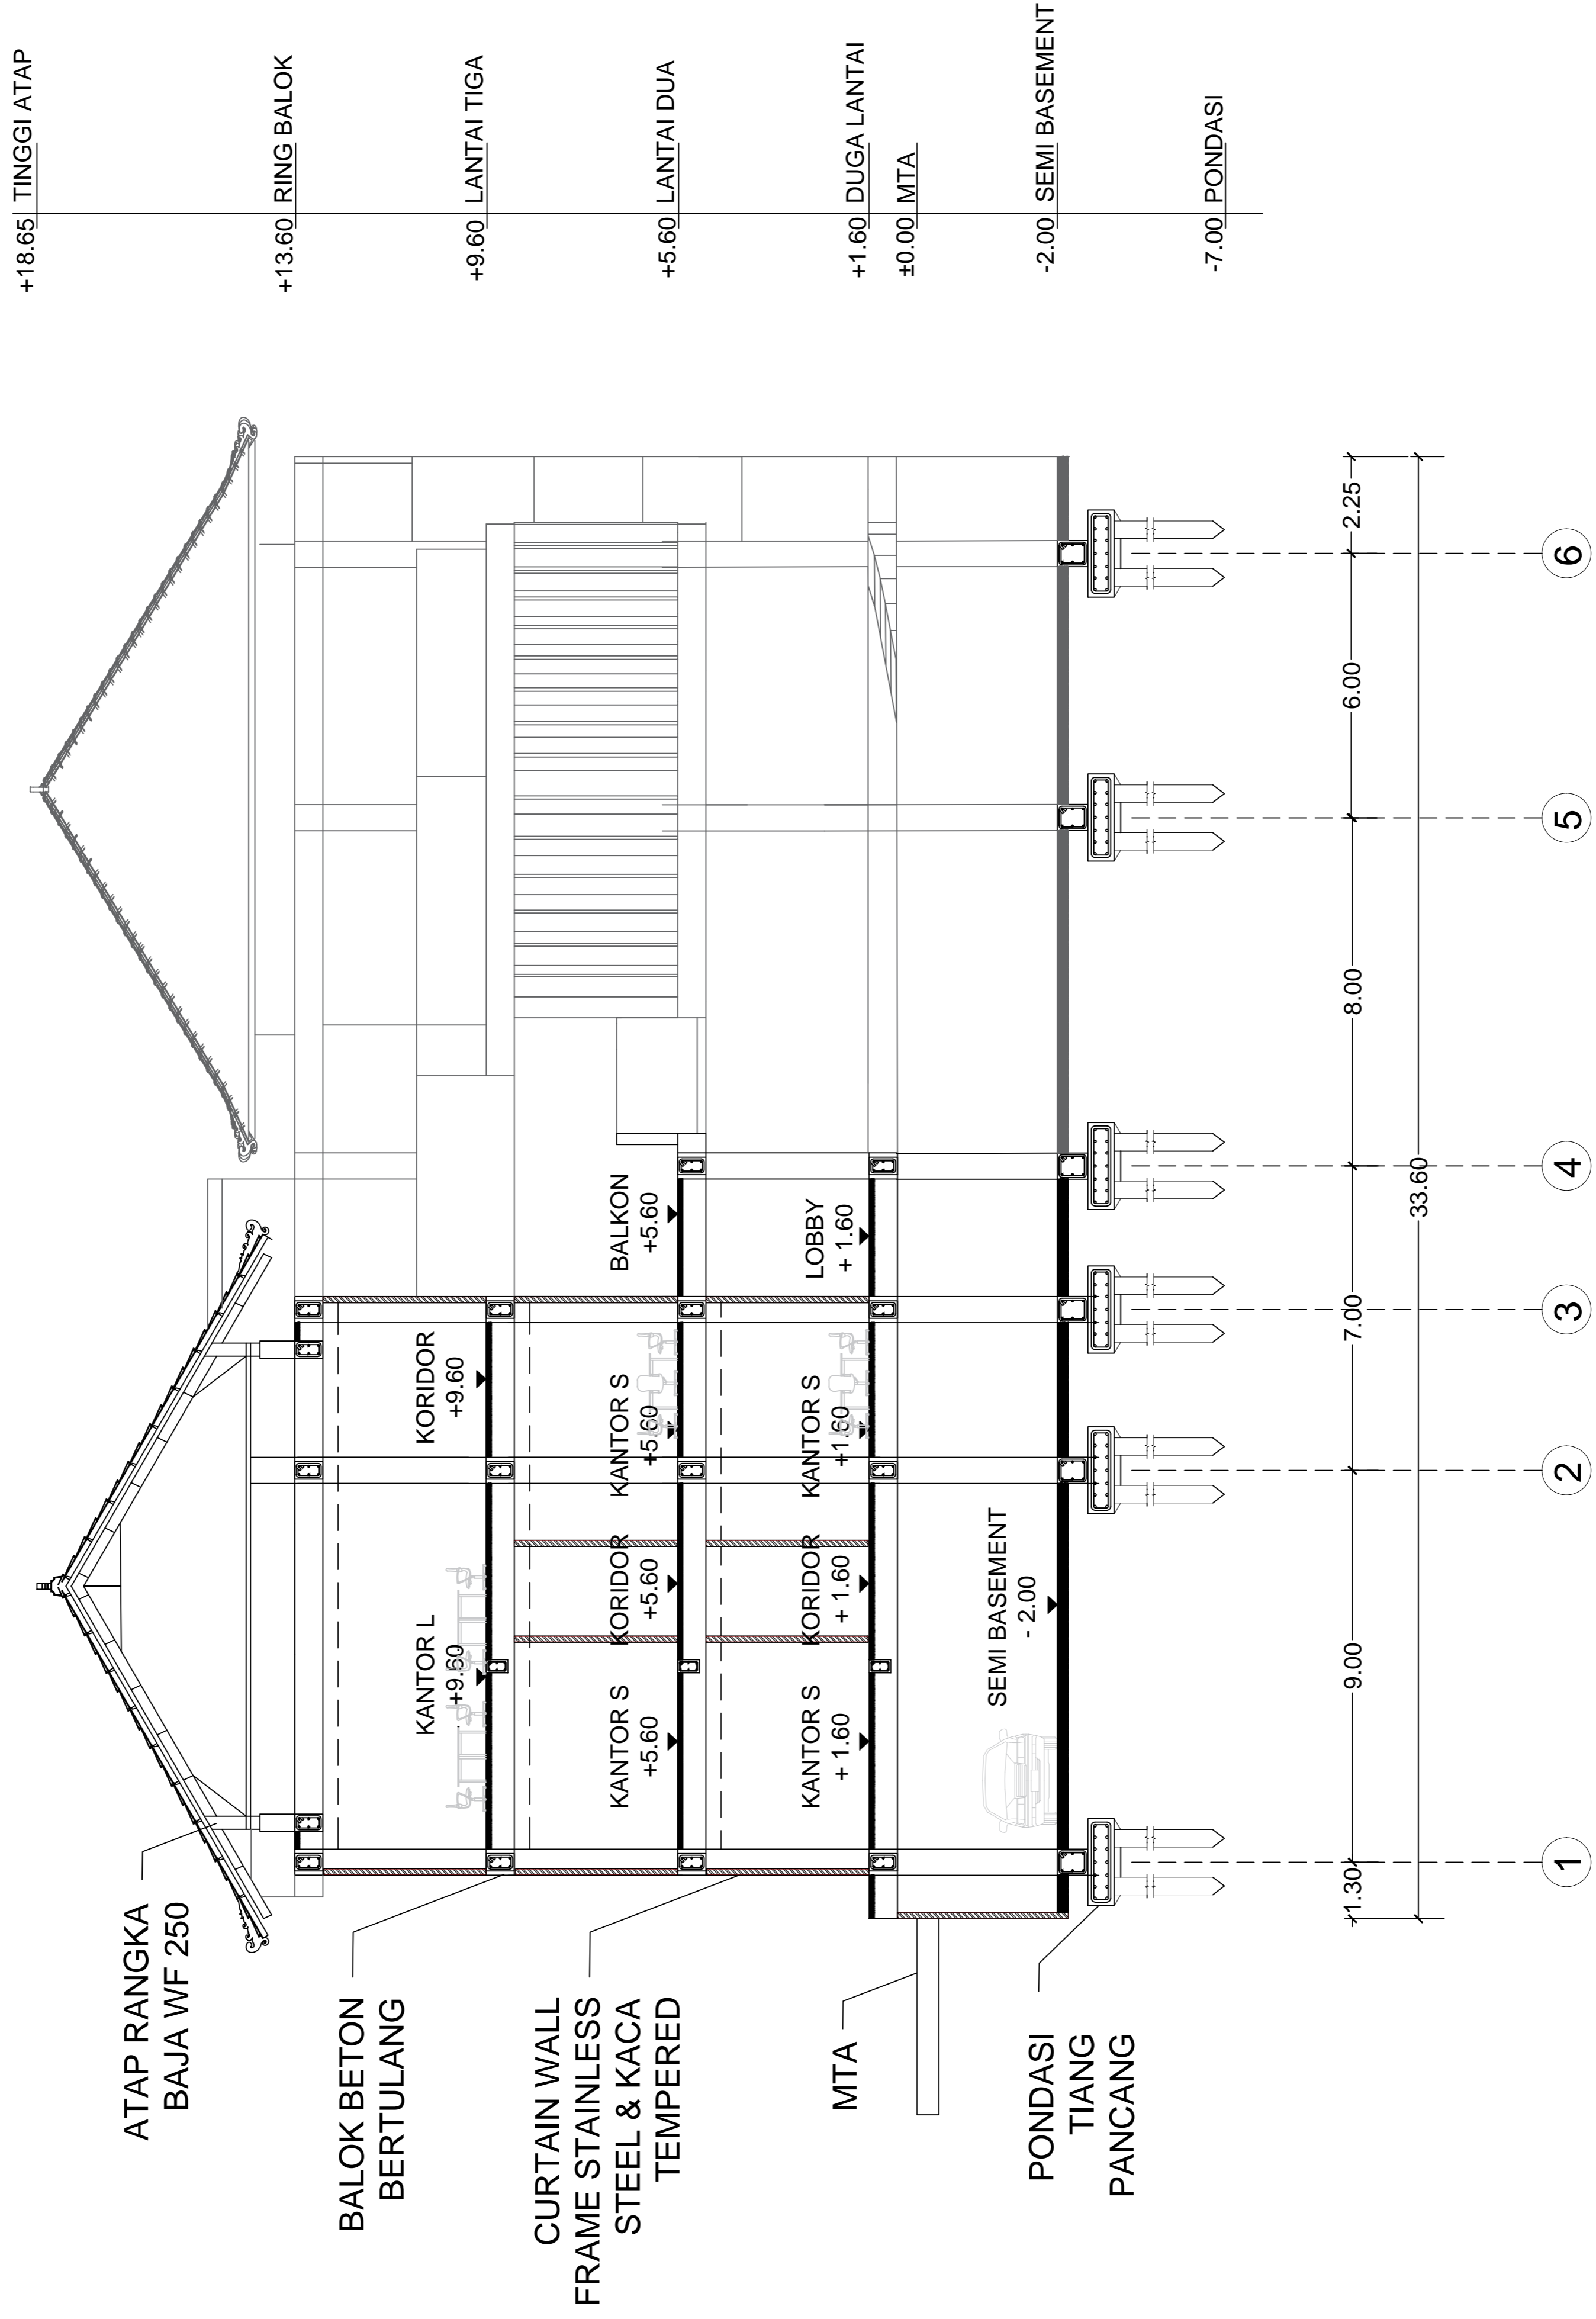 +18.65 TINGGI ATAP
+13.60 RING BALOK
+9.60 LANTAI TIGA
+5.60 LANTAI DUA
+1.60 DUGA LANTAI
±0.00 MTA
-2.00 SEMI BASEMENT
-7.00 PONDASI
ATAP RANGKA
BAJA WF 250
BALOK BETON
BERTULANG
CURTAIN WALL
FRAME STAINLESS
STEEL & KACA
TEMPERED
MTA
PONDASI
TIANG
PANCANG
KANTOR L
+9.60
KORIDOR
+9.60
KANTOR S
+5.60
KORIDOR
+5.60
KANTOR S
+5.60
BALKON
+5.60
KANTOR S
+ 1.60
KORIDOR
+ 1.60
KANTOR S
+1.60
LOBBY
+ 1.60
SEMI BASEMENT
- 2.00
1.30
9.00
7.00
8.00
6.00
2.25
33.60
1
2
3
4
5
6